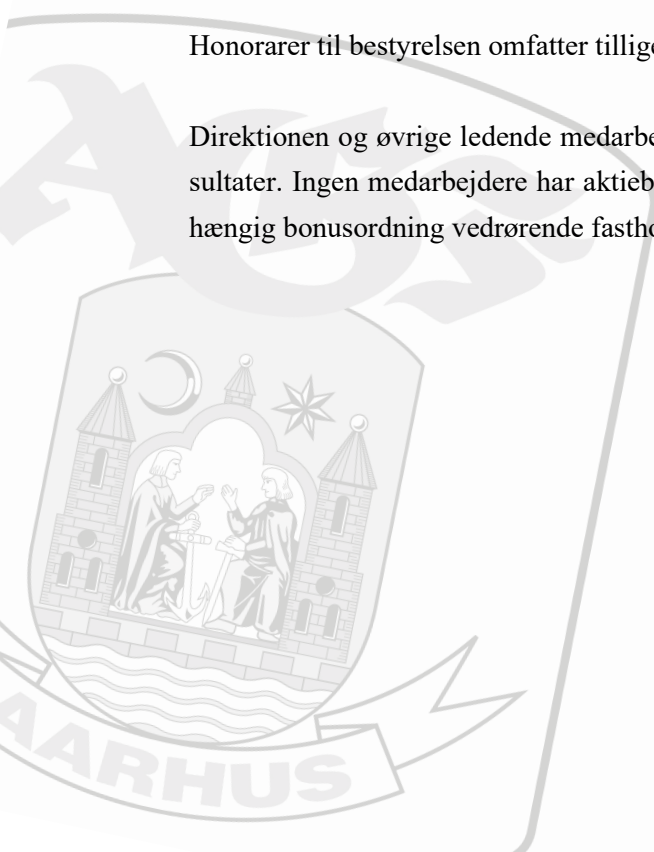 Honorarer til bestyrelsen omfatter tillige
Direktionen og øvrige ledende medarbe
sultater. Ingen medarbejdere har aktieb
hængig bonusordning vedrørende fastho
AGF
AARHUS